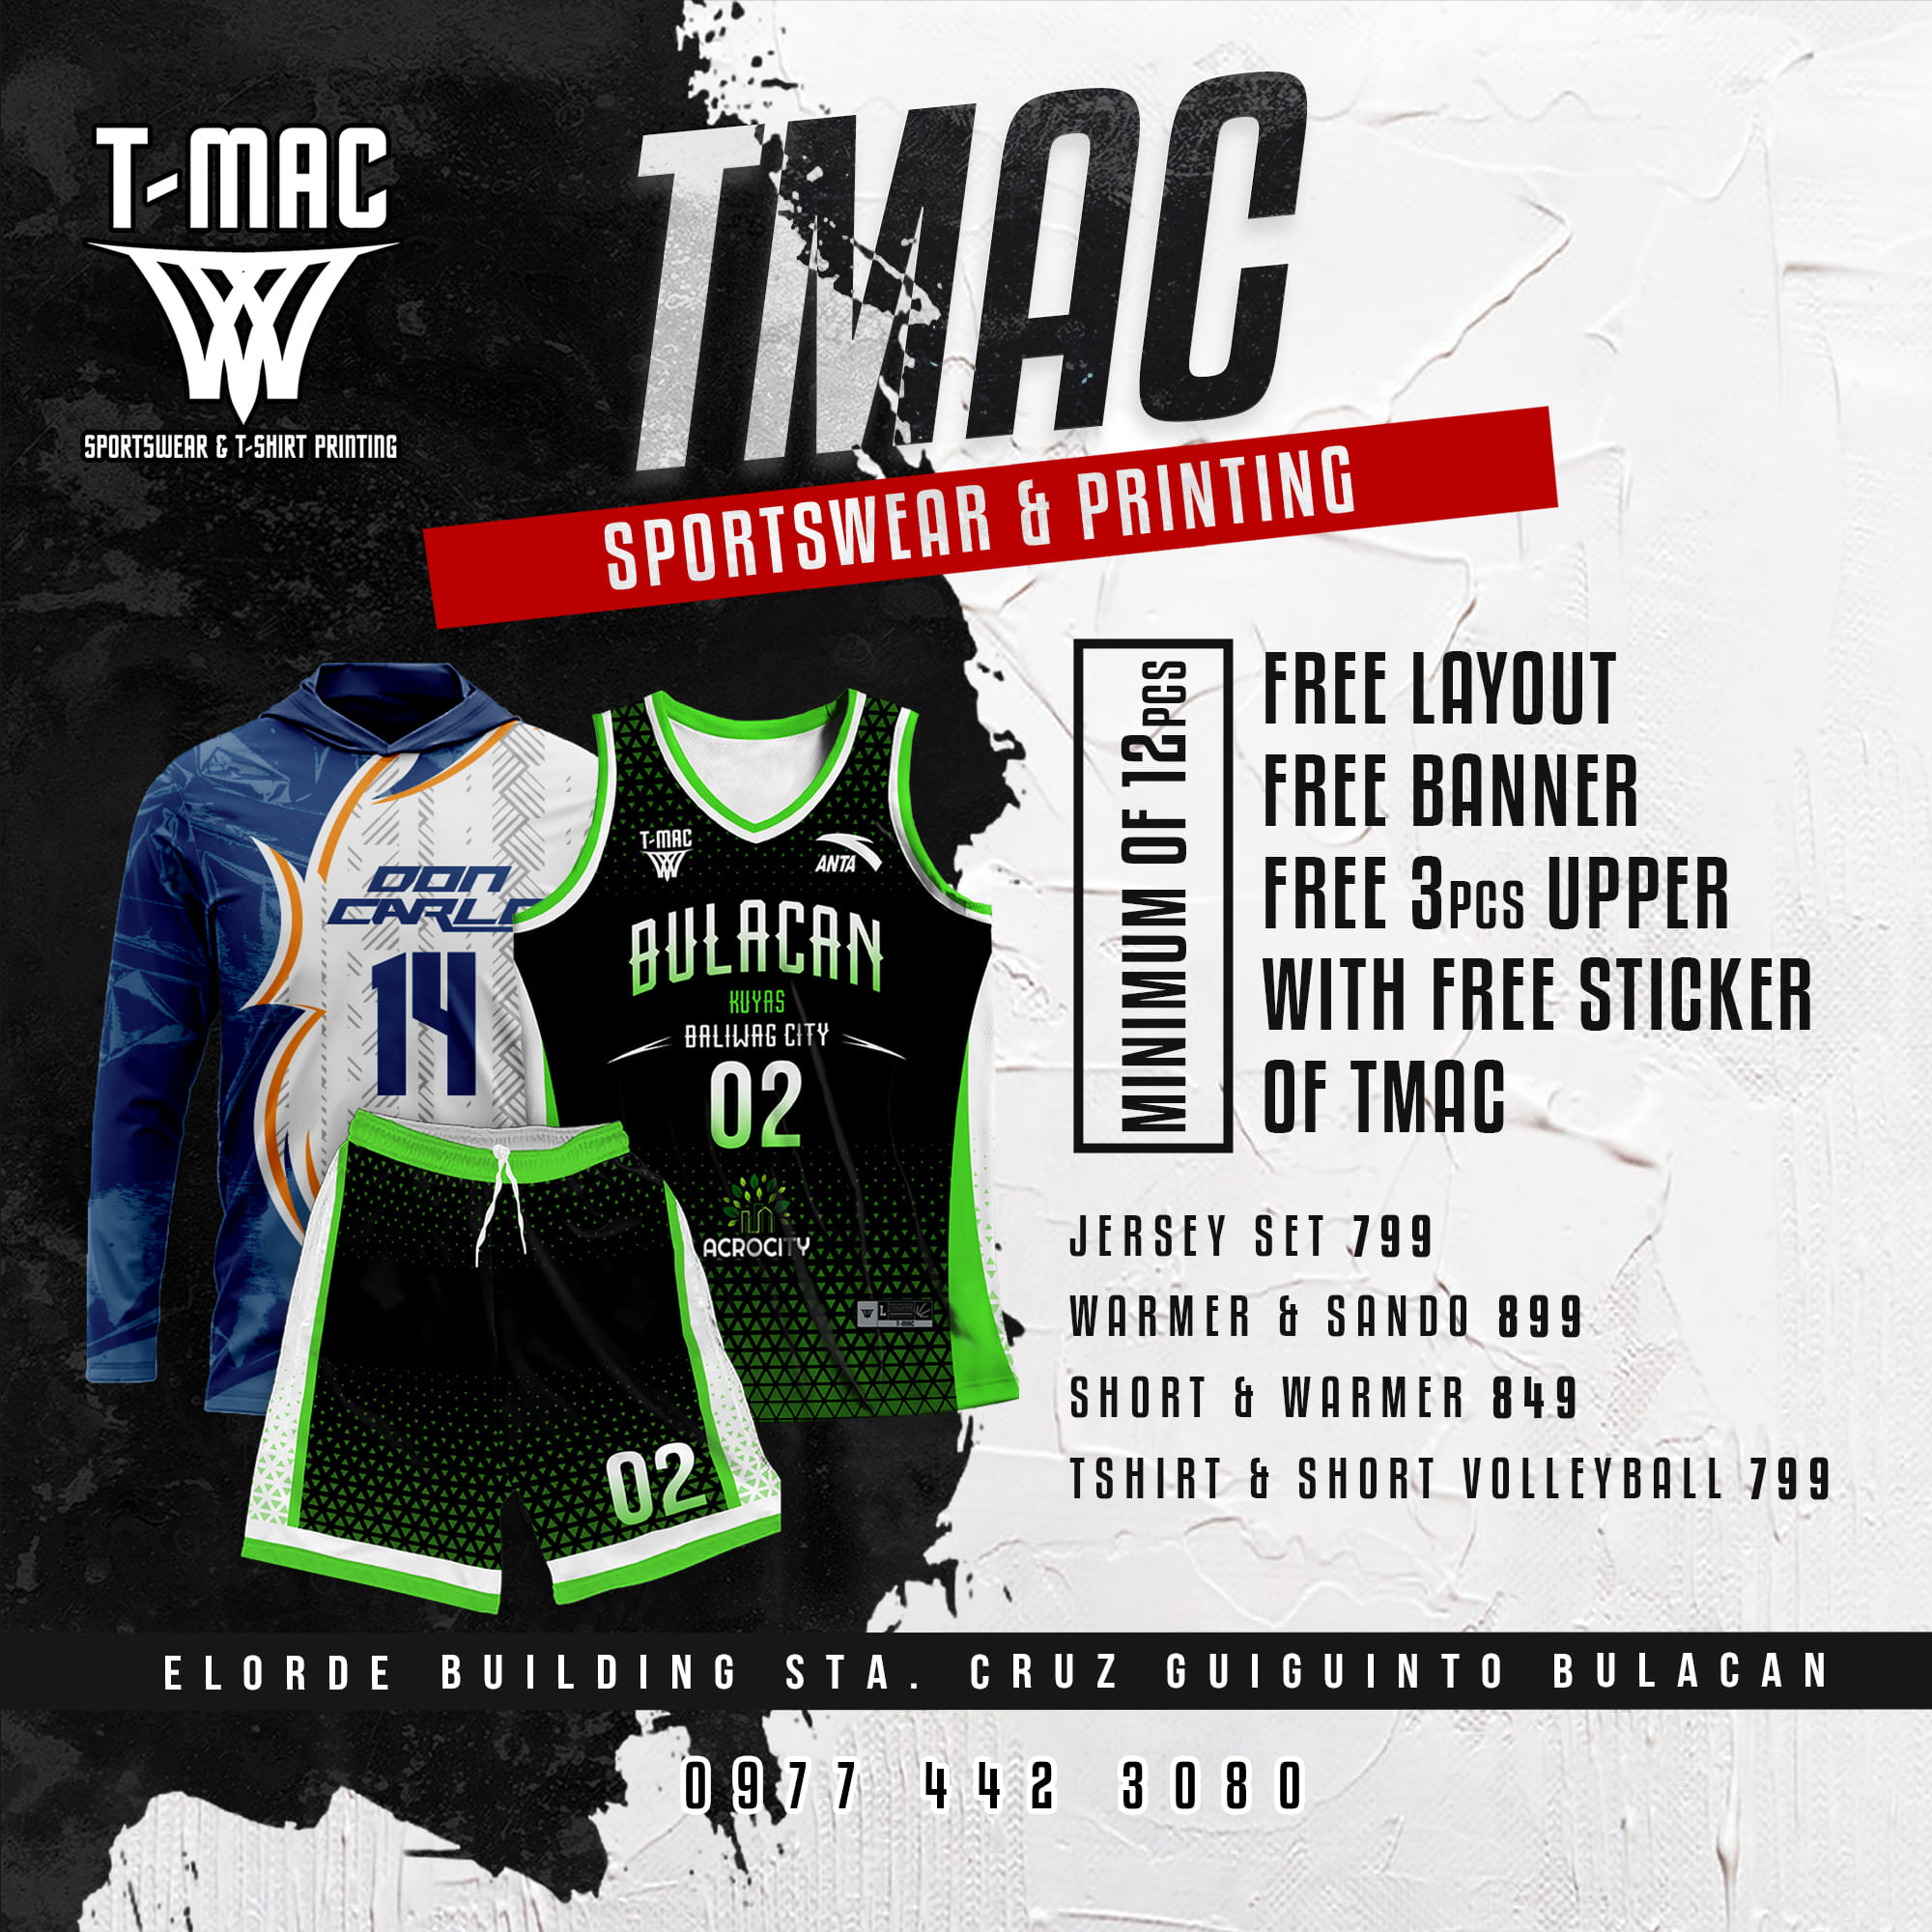 T-MAC
SPORTSWEAR & T-SHIRT PRINTING
TMAC
SPORTSWEAR & PRINTING
DON
CARLO
14
T-MAC
ANTA
BULACAN
KUYAS
BALIWAG CITY
02
ACROCITY
L
T-MAC
02
MINIMUM OF 12PCS
FREE LAYOUT
FREE BANNER
FREE 3PCS UPPER
WITH FREE STICKER
OF TMAC
JERSEY SET 799
WARMER & SANDO 899
SHORT & WARMER 849
TSHIRT & SHORT VOLLEYBALL 799
ELORDE BUILDING STA. CRUZ GUIGUINTO BULACAN
0977 442 3080